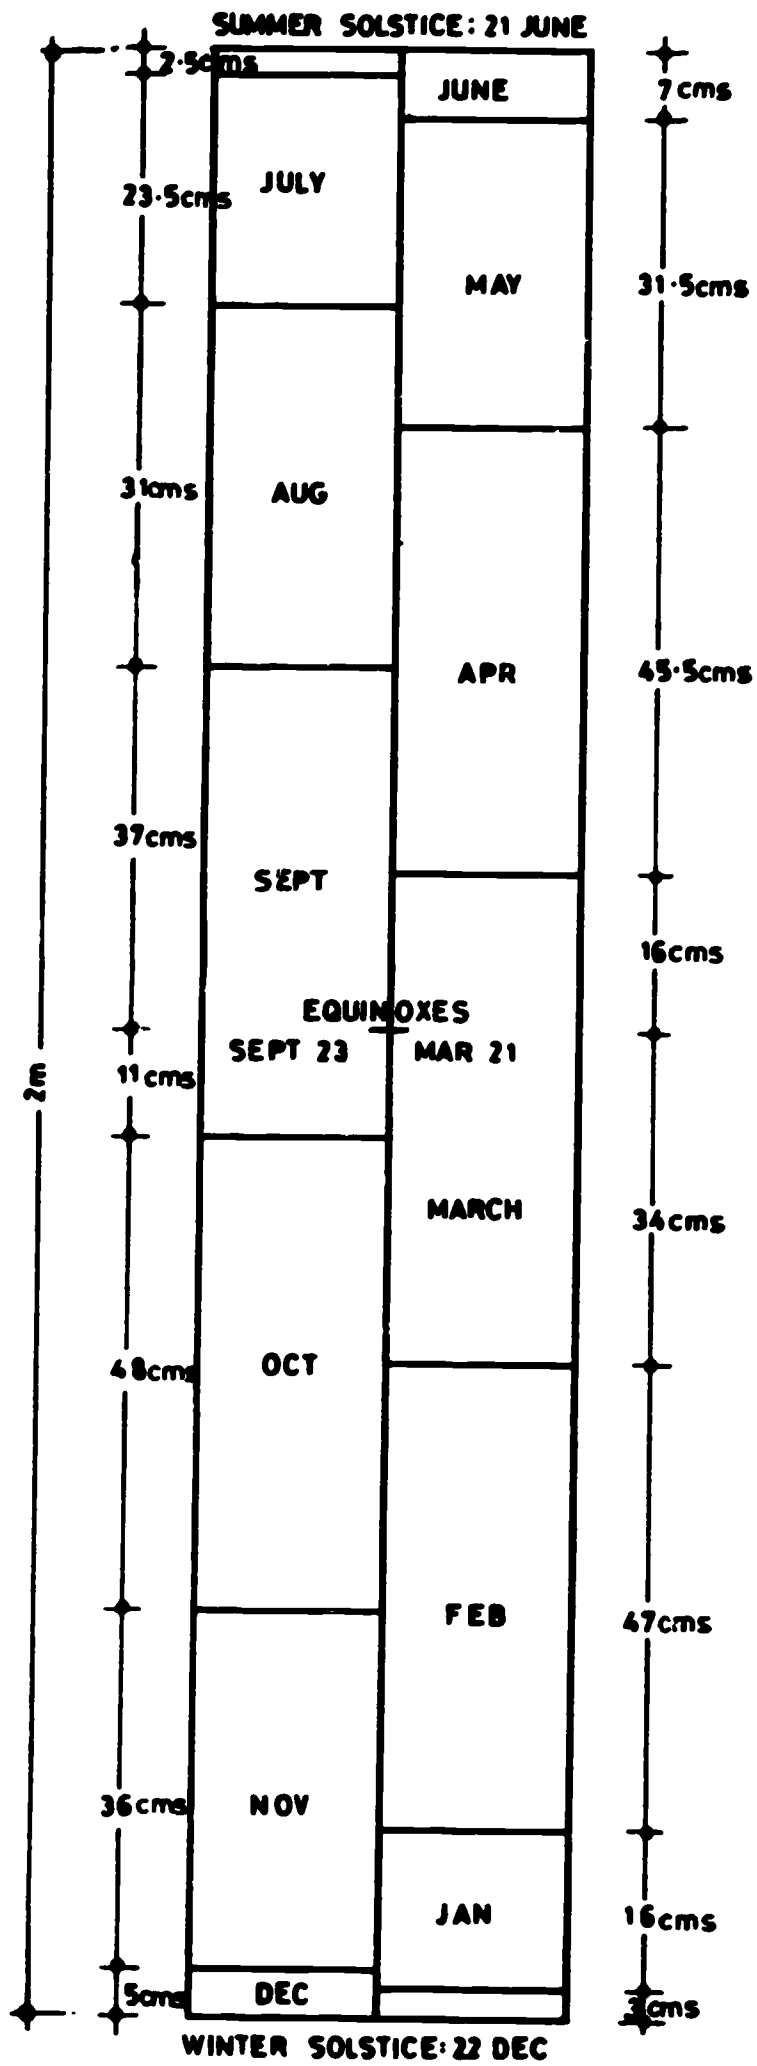 SUMMER SOLSTICE: 21 JUNE
2.5cms
JUNE
7cms
JULY
23.5cms
MAY
31.5cms
31cms
AUG
APR
45.5cms
37cms
SEPT
16cms
EQUINOXES
SEPT 23
MAR 21
2m
11cms
MARCH
34cms
OCT
48cms
FEB
47cms
36cms
NOV
JAN
16cms
5cms
DEC
3cms
WINTER SOLSTICE: 22 DEC